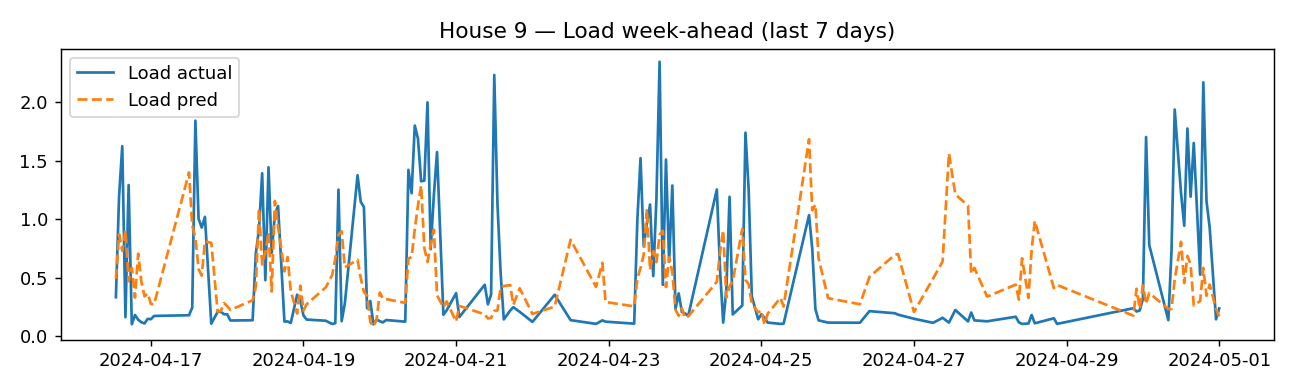 House 9 — Load week-ahead (last 7 days)
Load actual
Load pred
2.0
1.5
1.0
0.5
0.0
2024-04-17 2024-04-19 2024-04-21 2024-04-23 2024-04-25 2024-04-27 2024-04-29 2024-05-01